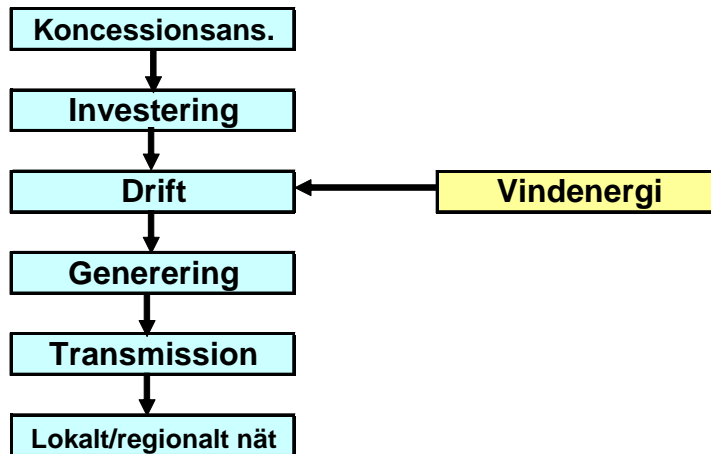 Koncessionsans.
Investering
Drift
Vindenergi
Generering
Transmission
Lokalt/regionalt nät